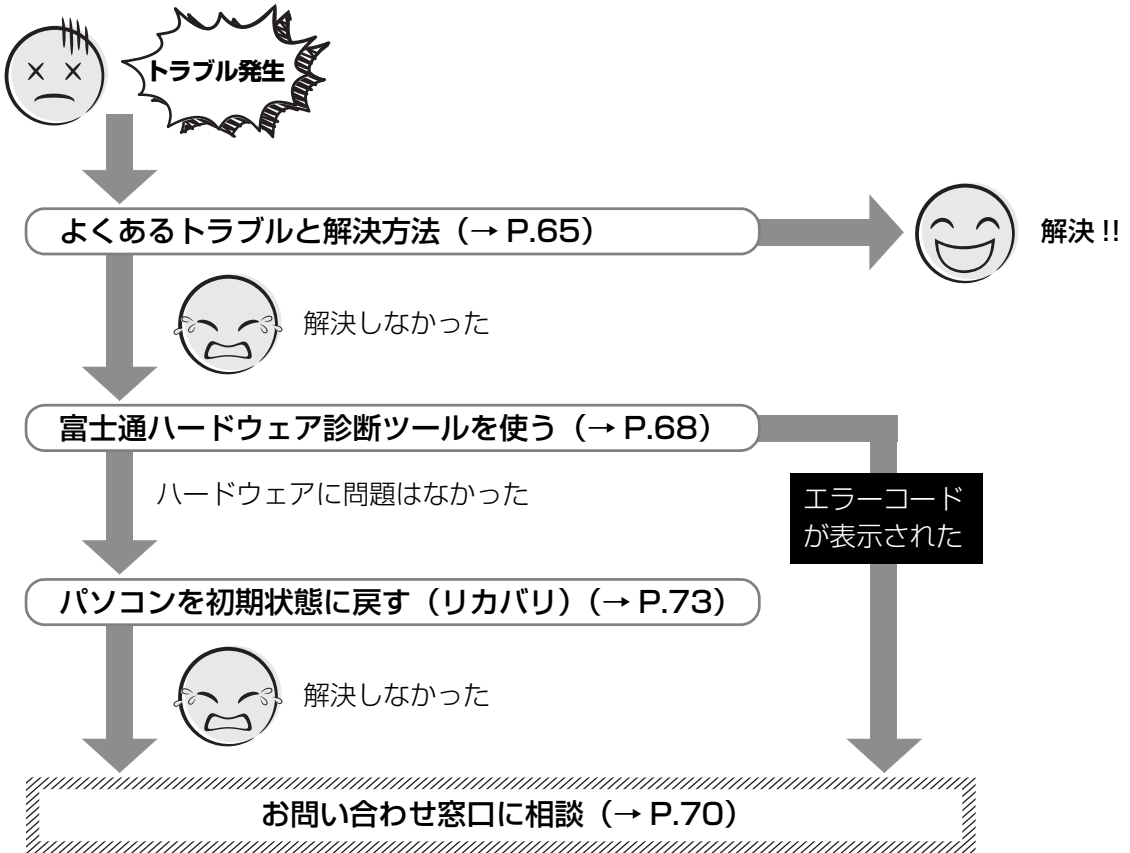 トラブル発生
よくあるトラブルと解決方法（→ P.65）
解決 !!
解決しなかった
富士通ハードウェア診断ツールを使う（→ P.68）
ハードウェアに問題はなかった
エラーコード
が表示された
パソコンを初期状態に戻す（リカバリ）（→ P.73）
解決しなかった
お問い合わせ窓口に相談（→ P.70）